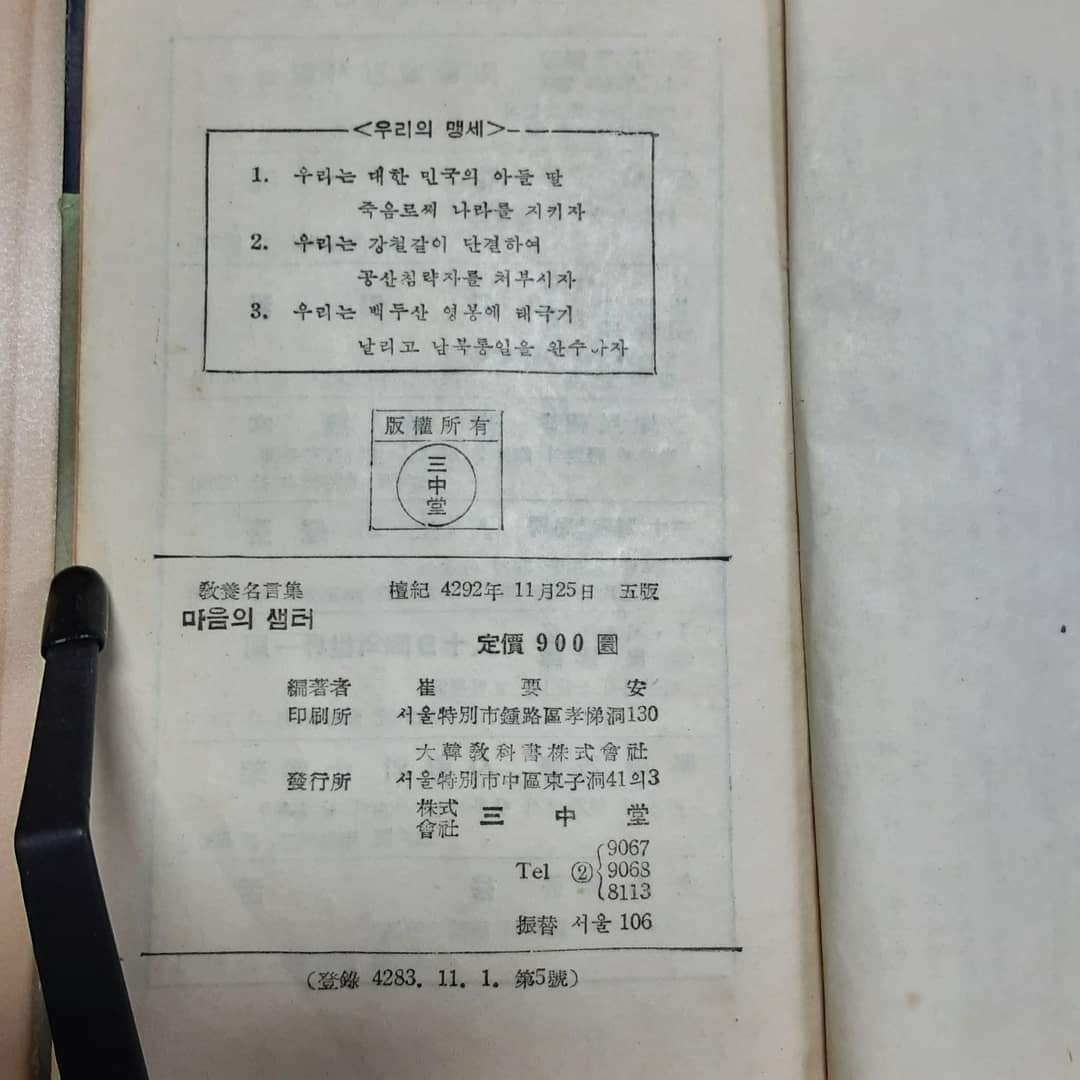 <우리의 맹세>
1. 우리는 대한 민국의 아들 딸
죽음로써 나라를 지키자
2. 우리는 강철같이 단결하여
공산침략자를 처부시자
3. 우리는 백두산 영봉에 태극기
날리고 남북통일을 완수하자
版權所有
三中堂
敎養名言集 檀紀 4292年 11月25日 五版
마음의 샘터
定價 900 圜
編著者 崔要安
印刷所 서울特別市鍾路區孝悌洞130
大韓敎科書株式會社
發行所 서울特別市中區東子洞41의3
株式會社 三中堂
Tel ② 9067
9068
8113
振替 서울 106
(登錄 4283. 11. 1. 第5號)